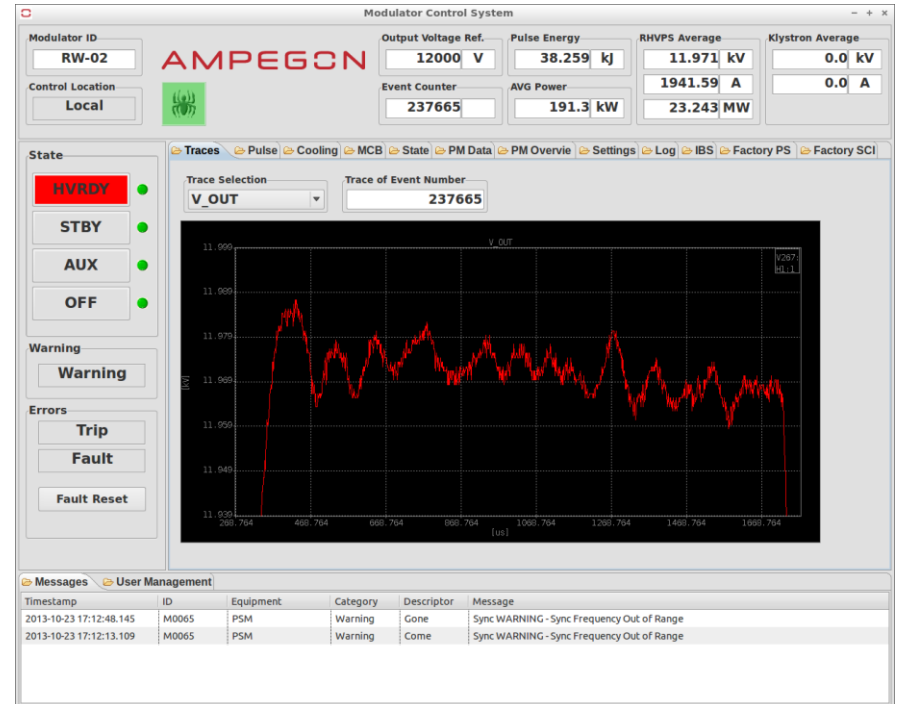 Modulator Control System
Modulator ID
RW-02
Control Location
Local
AMPEGON
Output Voltage Ref.
12000 V
Event Counter
237665
Pulse Energy
38.259 kJ
AVG Power
191.3 kW
RHVPS Average
11.971 kV
1941.59 A
23.243 MW
Klystron Average
0.0 kV
0.0 A
State
HVRDY
STBY
AUX
OFF
Warning
Warning
Errors
Trip
Fault
Fault Reset
Traces Pulse Cooling MCB State PM Data PM Overvie Settings Log IBS Factory PS Factory SCI
Trace Selection
V_OUT
Trace of Event Number
237665
V_OUT
V267:
H1:1
11.999
11.989
11.979
11.969
11.959
11.949
11.939
[kV]
268.764 468.764 668.764 868.764 1068.764 1268.764 1468.764 1668.764
[us]
Messages User Management
Timestamp ID Equipment Category Descriptor Message
2013-10-23 17:12:48.145 M0065 PSM Warning Gone Sync WARNING - Sync Frequency Out of Range
2013-10-23 17:12:13.109 M0065 PSM Warning Come Sync WARNING - Sync Frequency Out of Range